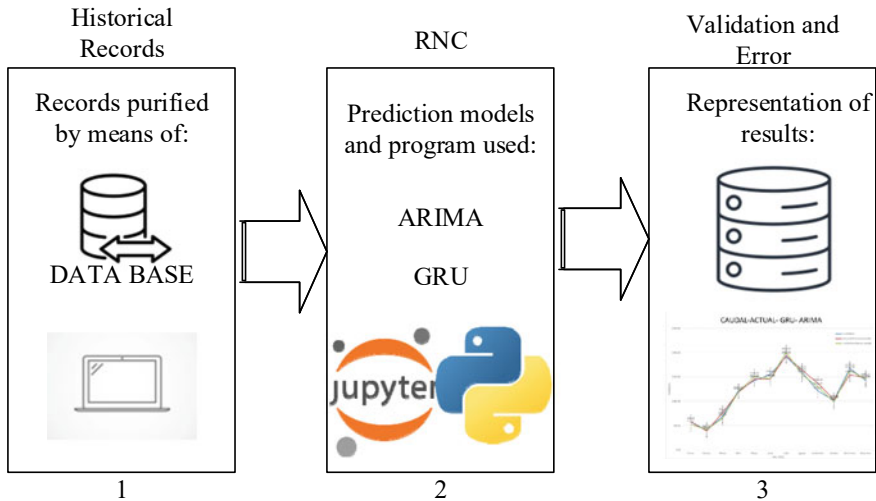 Historical
Records
Records purified
by means of:
DATA BASE
1
RNC
Prediction models
and program used:
ARIMA
GRU
jupyter
2
Validation and
Error
Representation of
results:
CAUDAL-ACTUAL- GRU- ARIMA
3